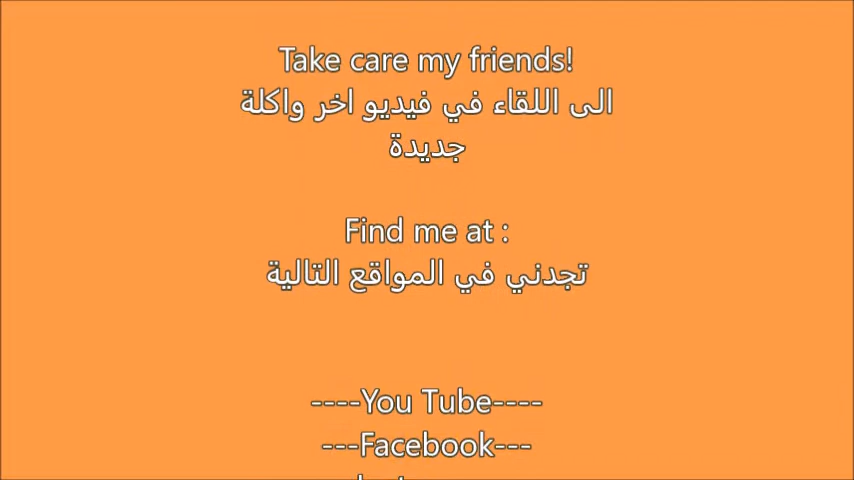 Take care my friends!
الى اللقاء في فيديو اخر واكلة
جديدة
Find me at :
تجدني في المواقع التالية
----You Tube----
---Facebook---